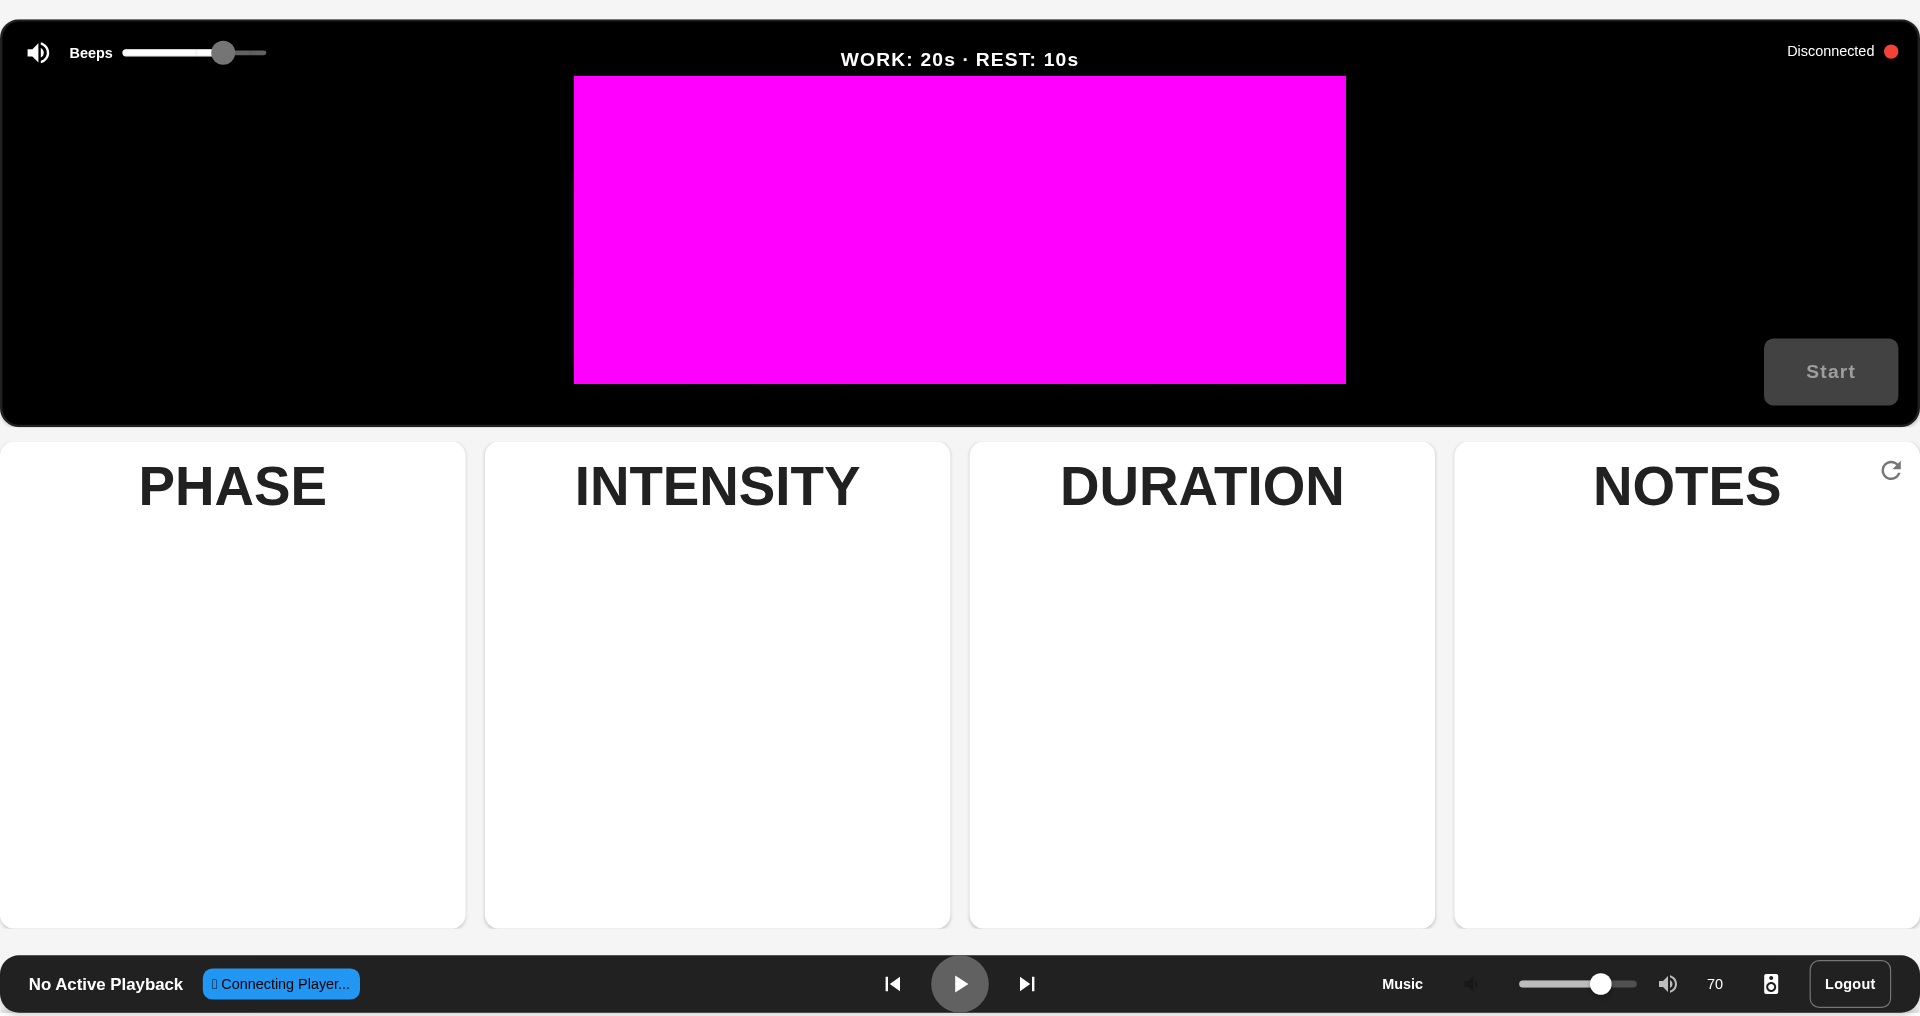 Beeps
WORK: 20s · REST: 10s
Disconnected
Start
PHASE
INTENSITY
DURATION
NOTES
No Active Playback
Connecting Player...
Music
70
Logout